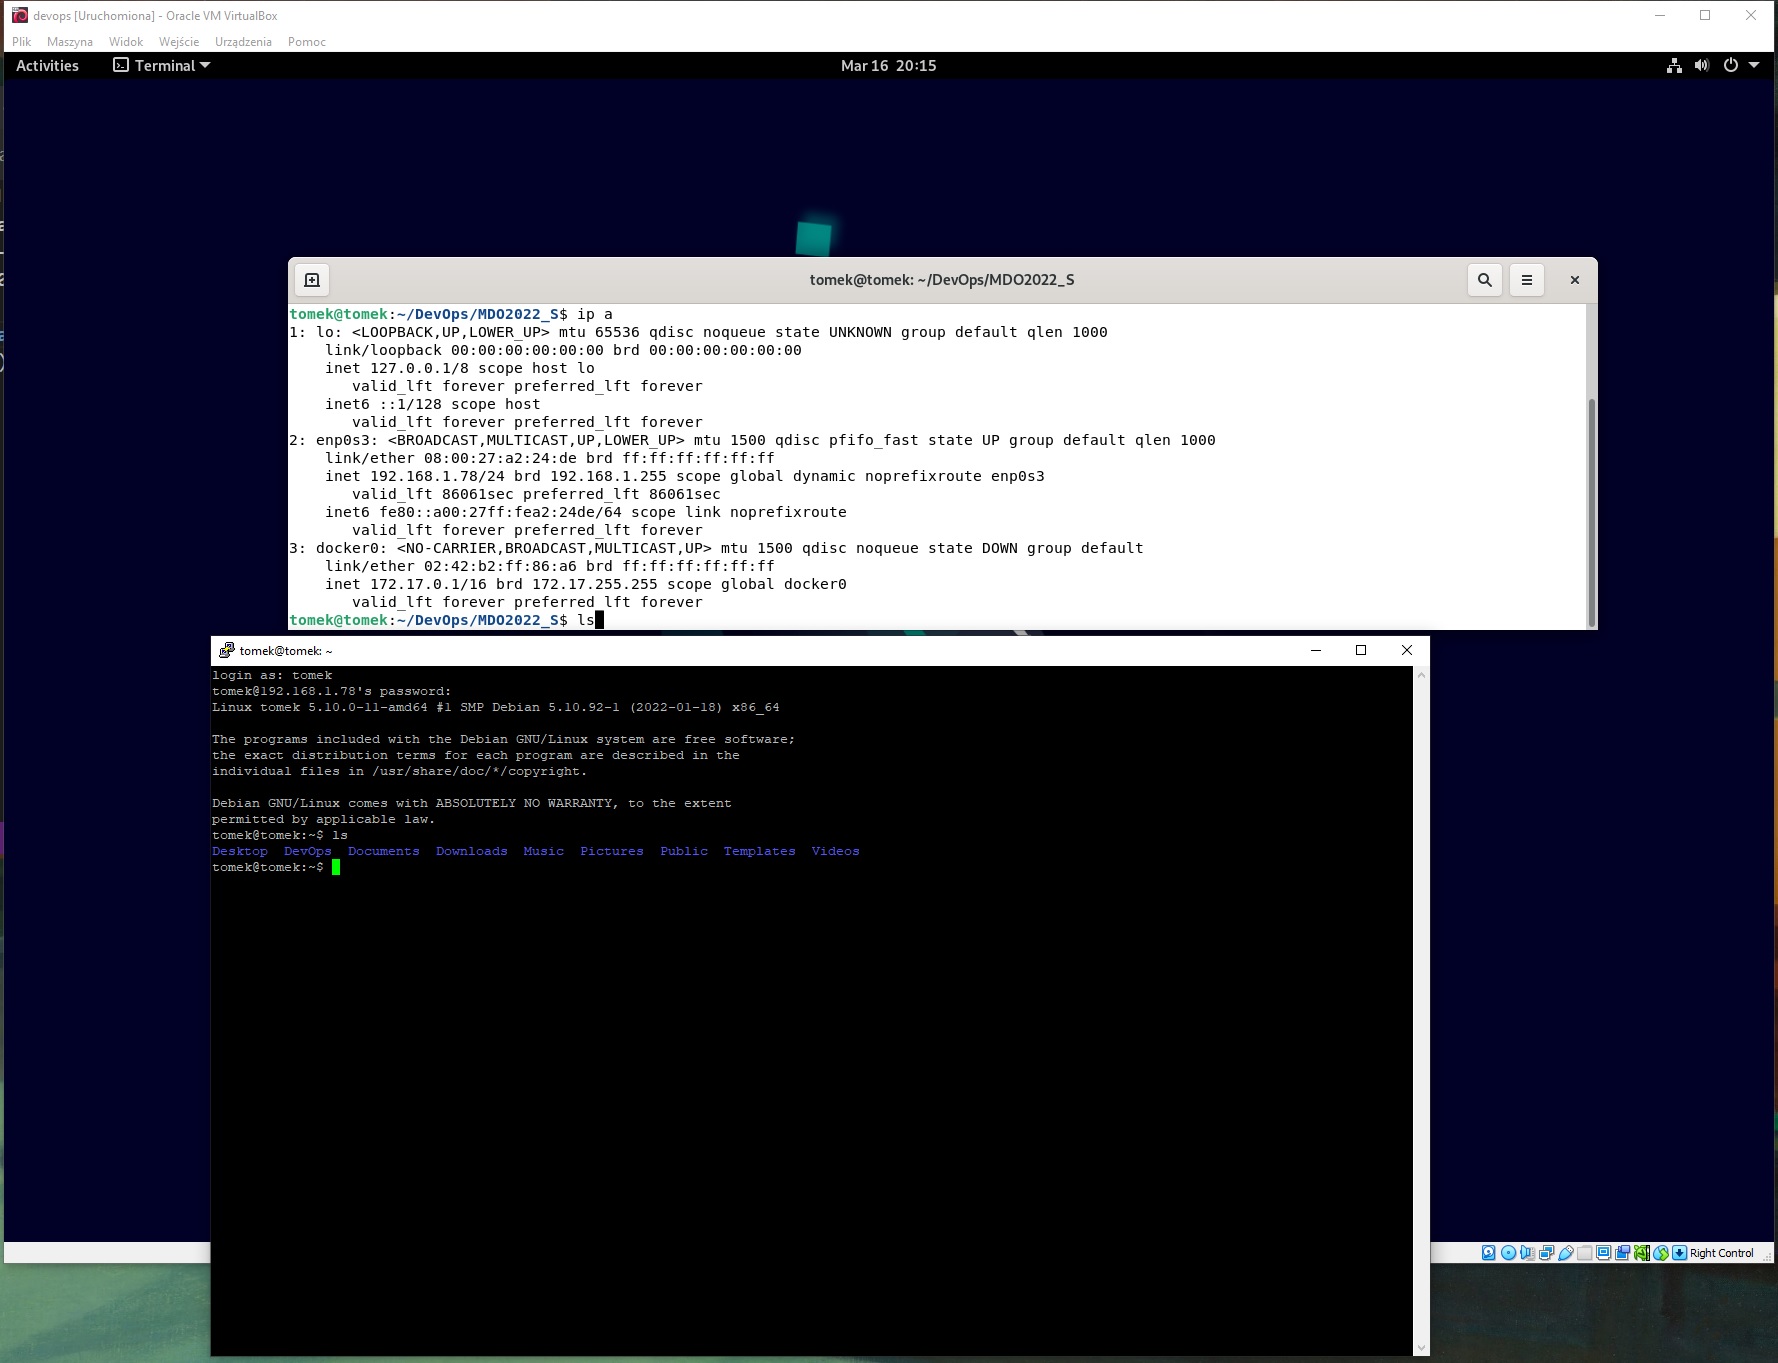 devops [Uruchomiona] - Oracle VM VirtualBox
Plik Maszyna Widok Wejście Urządzenia Pomoc
Activities Terminal Mar 16 20:15
tomek@tomek: ~/DevOps/MDO2022_S
tomek@tomek:~/DevOps/MDO2022_S$ ip a
1: lo: <LOOPBACK,UP,LOWER_UP> mtu 65536 qdisc noqueue state UNKNOWN group default qlen 1000
    link/loopback 00:00:00:00:00:00 brd 00:00:00:00:00:00
    inet 127.0.0.1/8 scope host lo
       valid_lft forever preferred_lft forever
    inet6 ::1/128 scope host
       valid_lft forever preferred_lft forever
2: enp0s3: <BROADCAST,MULTICAST,UP,LOWER_UP> mtu 1500 qdisc pfifo_fast state UP group default qlen 1000
    link/ether 08:00:27:a2:24:de brd ff:ff:ff:ff:ff:ff
    inet 192.168.1.78/24 brd 192.168.1.255 scope global dynamic noprefixroute enp0s3
       valid_lft 86061sec preferred_lft 86061sec
    inet6 fe80::a00:27ff:fea2:24de/64 scope link noprefixroute
       valid_lft forever preferred_lft forever
3: docker0: <NO-CARRIER,BROADCAST,MULTICAST,UP> mtu 1500 qdisc noqueue state DOWN group default
    link/ether 02:42:b2:ff:86:a6 brd ff:ff:ff:ff:ff:ff
    inet 172.17.0.1/16 brd 172.17.255.255 scope global docker0
       valid_lft forever preferred_lft forever
tomek@tomek:~/DevOps/MDO2022_S$ ls
tomek@tomek: ~
login as: tomek
tomek@192.168.1.78's password:
Linux tomek 5.10.0-11-amd64 #1 SMP Debian 5.10.92-1 (2022-01-18) x86_64
The programs included with the Debian GNU/Linux system are free software;
the exact distribution terms for each program are described in the
individual files in /usr/share/doc/*/copyright.
Debian GNU/Linux comes with ABSOLUTELY NO WARRANTY, to the extent
permitted by applicable law.
tomek@tomek:~$ ls
Desktop DevOps Documents Downloads Music Pictures Public Templates Videos
tomek@tomek:~$
Right Control